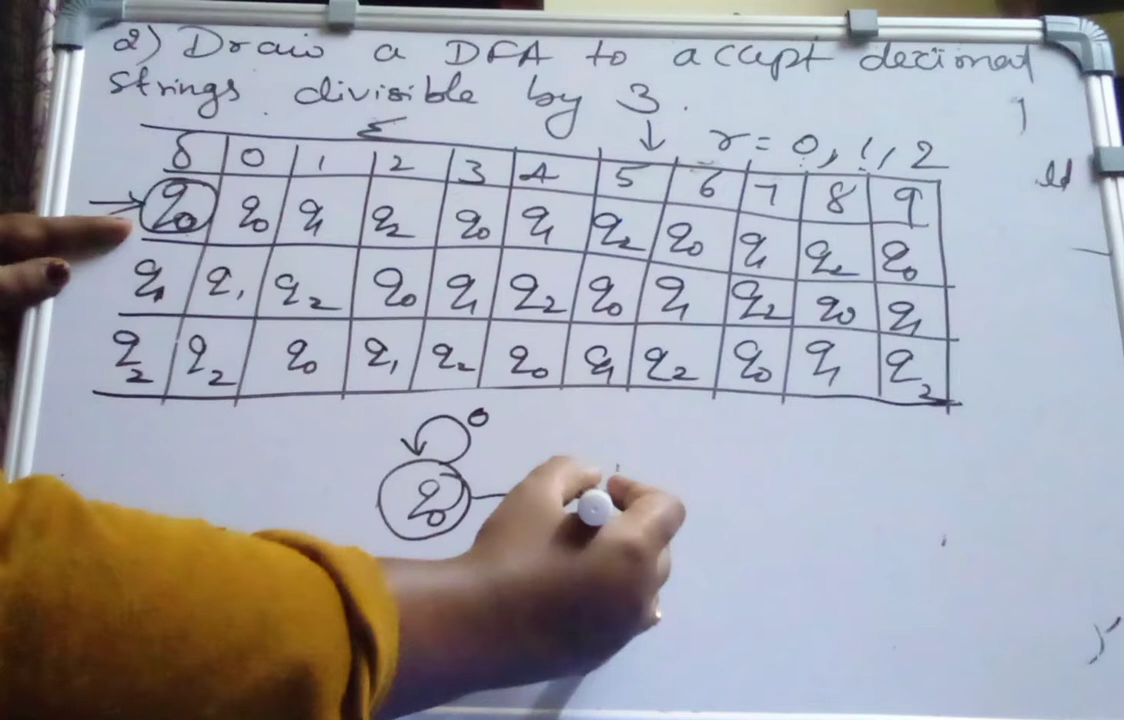 2) Draw a DFA to accept decimal
strings divisible by 3.
Σ ↓ r = 0, 1, 2
δ 0 1 2 3 4 5 6 7 8 9
→ q0 q0 q1 q2 q0 q1 q2 q0 q1 q2 q0
q1 q1 q2 q0 q1 q2 q0 q1 q2 q0 q1
q2 q2 q0 q1 q2 q0 q1 q2 q0 q1 q2
0
q0